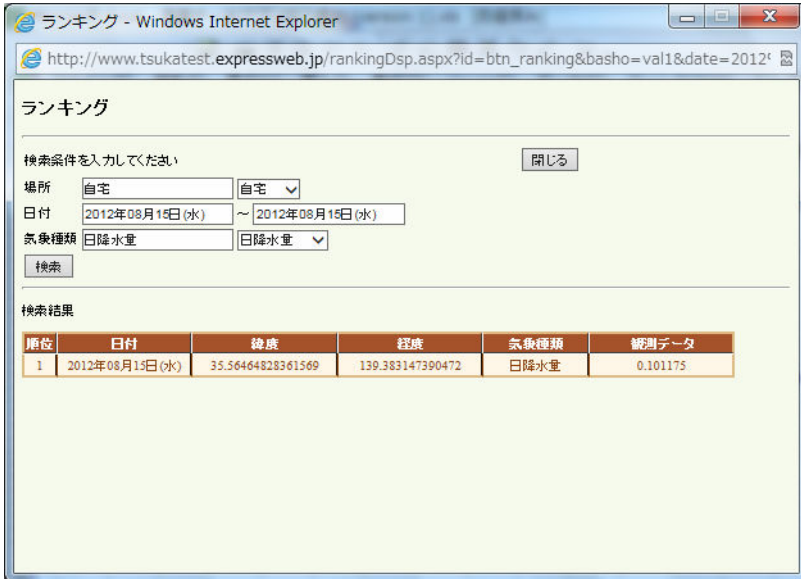 ランキング - Windows Internet Explorer
http://www.tsukatest.expressweb.jp/rankingDsp.aspx?id=btn_ranking&basho=val1&date=2012
ランキング
検索条件を入力してください 閉じる
場所 自宅 自宅
日付 2012年08月15日(水) ～ 2012年08月15日(水)
気象種類 日降水量 日降水量
検索
検索結果
順位 日付 緯度 経度 気象種類 観測データ
1 2012年08月15日(水) 35.56464828361569 139.383147390472 日降水量 0.101175